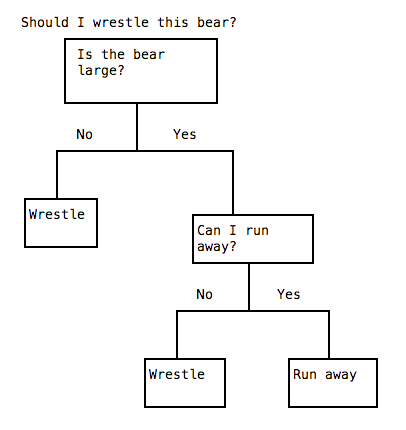 Should I wrestle this bear?
Is the bear
large?
No
Yes
Wrestle
Can I run
away?
No
Yes
Wrestle
Run away